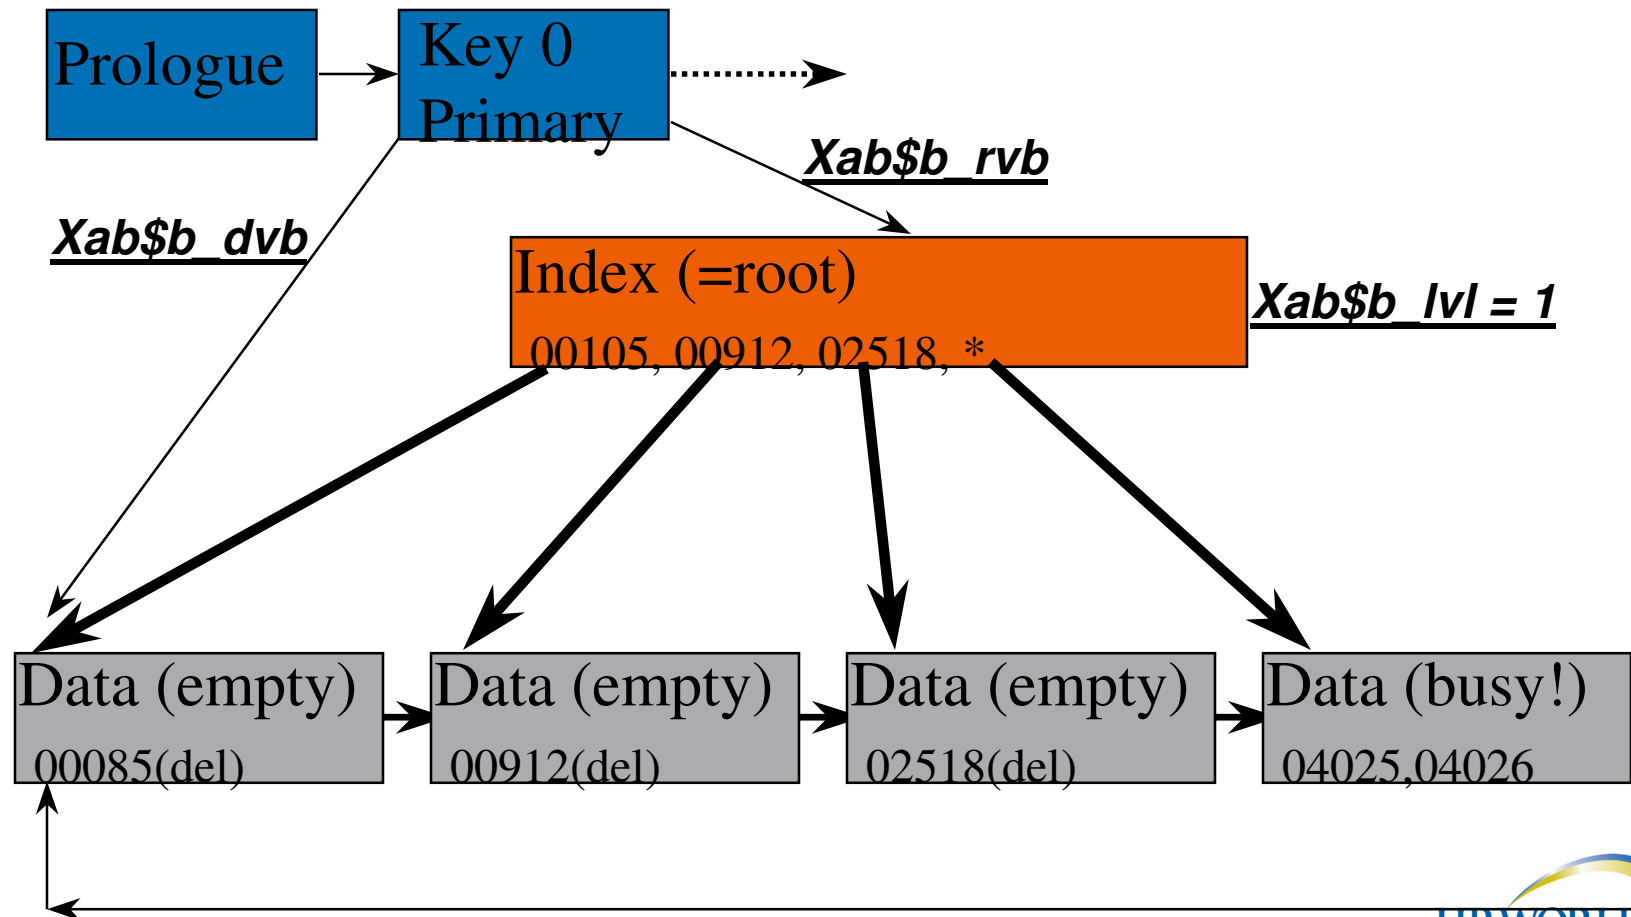 Prologue
Key 0
Primary
Xab$b_rvb
Xab$b_dvb
Index (=root)
00105, 00912, 02518, *
Xab$b_lvl = 1
Data (empty)
00085(del)
Data (empty)
00912(del)
Data (empty)
02518(del)
Data (busy!)
04025,04026